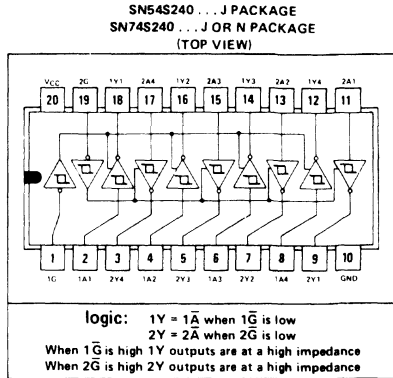 SN54S240 . . . J PACKAGE
SN74S240 . . . J OR N PACKAGE
(TOP VIEW)
VCC 2G 1Y1 2A4 1Y2 2A3 1Y3 2A2 1Y4 2A1
20 19 18 17 16 15 14 13 12 11
1 2 3 4 5 6 7 8 9 10
1G 1A1 2Y4 1A2 2Y3 1A3 2Y2 1A4 2Y1 GND
logic: 1Y = 1A̅ when 1G̅ is low
2Y = 2A̅ when 2G̅ is low
When 1G̅ is high 1Y outputs are at a high impedance
When 2G̅ is high 2Y outputs are at a high impedance